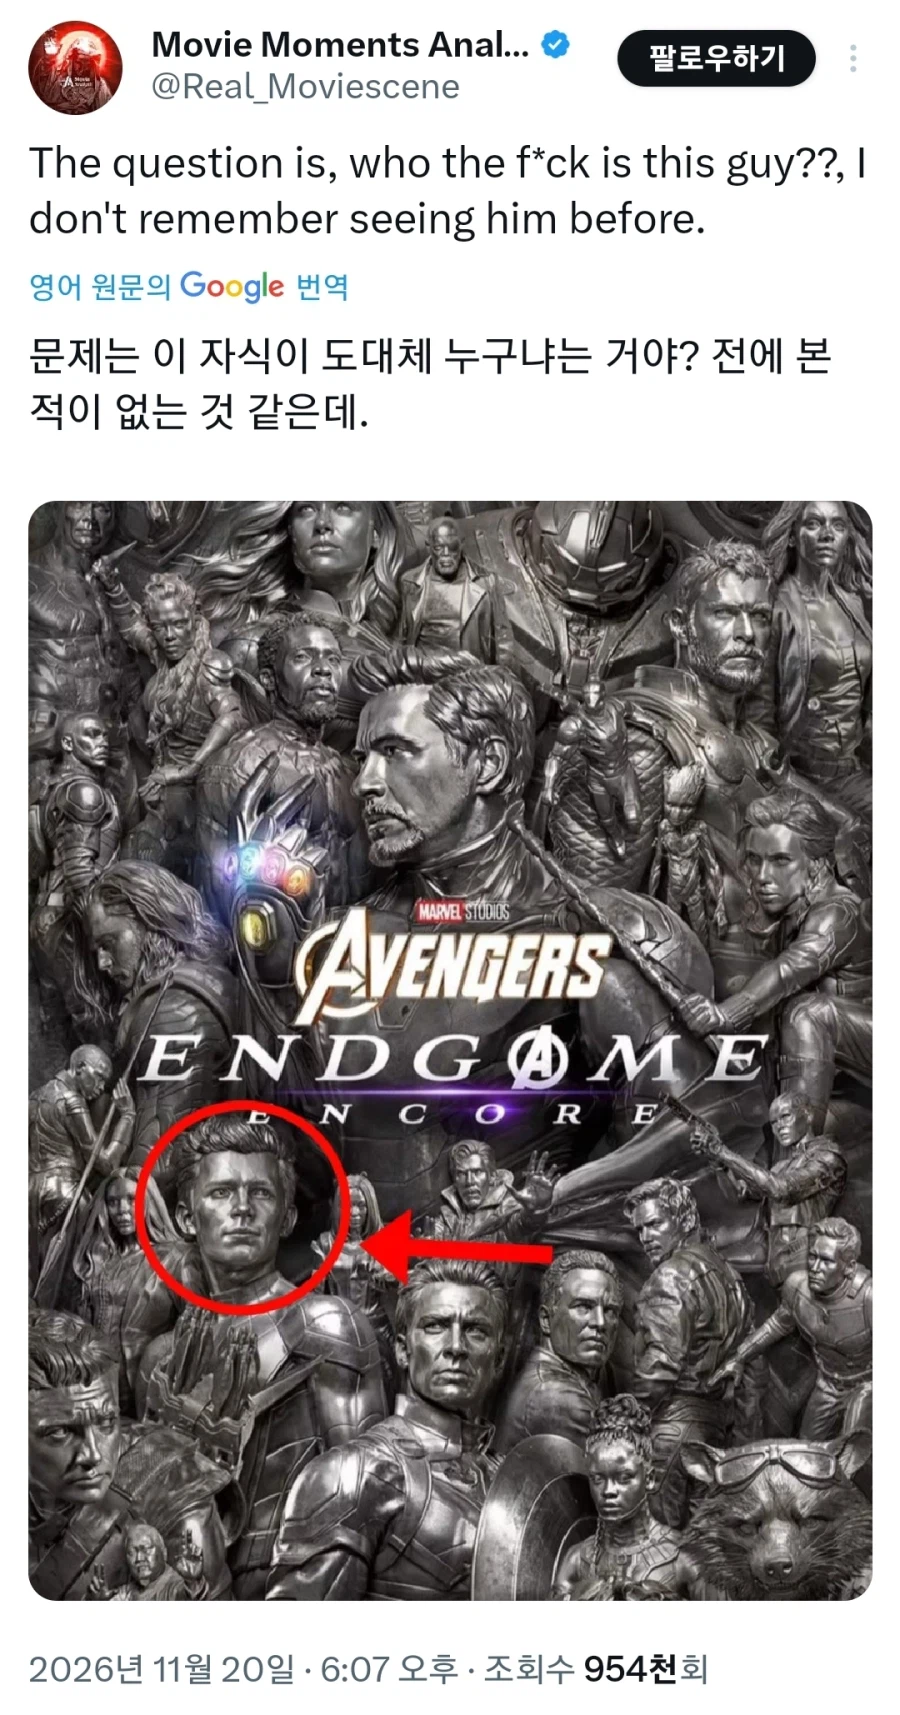 Movie Moments Anal...
@Real_Moviescene
팔로우하기
The question is, who the f*ck is this guy??, I
don't remember seeing him before.
영어 원문의 Google 번역
문제는 이 자식이 도대체 누구냐는 거야? 전에 본
적이 없는 것 같은데.
MARVEL STUDIOS
AVENGERS
ENDGAME
ENCORE
2026년 11월 20일 · 6:07 오후 · 조회수 954천회